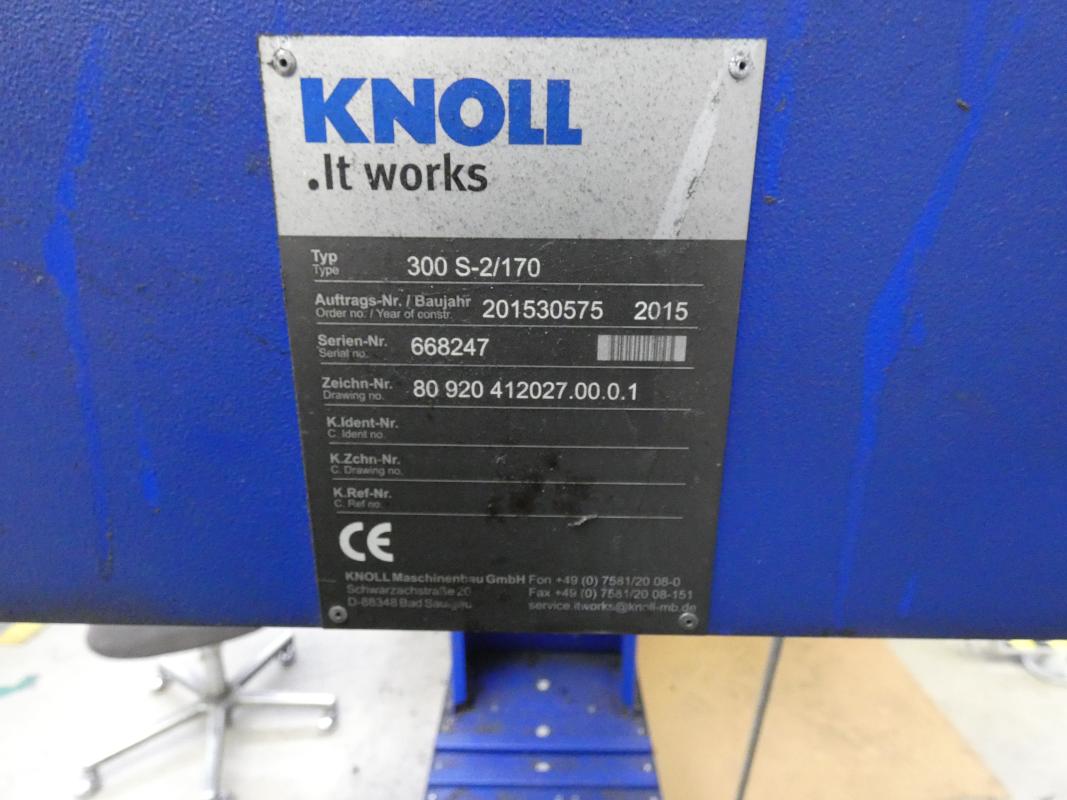 KNOLL
.It works
Typ
Type
300 S-2/170
Auftrags-Nr. / Baujahr
Order no. / Year of constr.
201530575 2015
Serien-Nr.
Serial no.
668247
Zeichn-Nr.
Drawing no.
80 920 412027.00.0.1
K.Ident-Nr.
C. Ident no.
K.Zchn-Nr.
C. Drawing no.
K.Ref-Nr.
C. Ref no.
CE
KNOLL Maschinenbau GmbH Fon +49 (0) 7581/20 08-0
Schwarzachstraße 20 Fax +49 (0) 7581/20 08-151
D-88348 Bad Saulgau service.itworks@knoll-mb.de